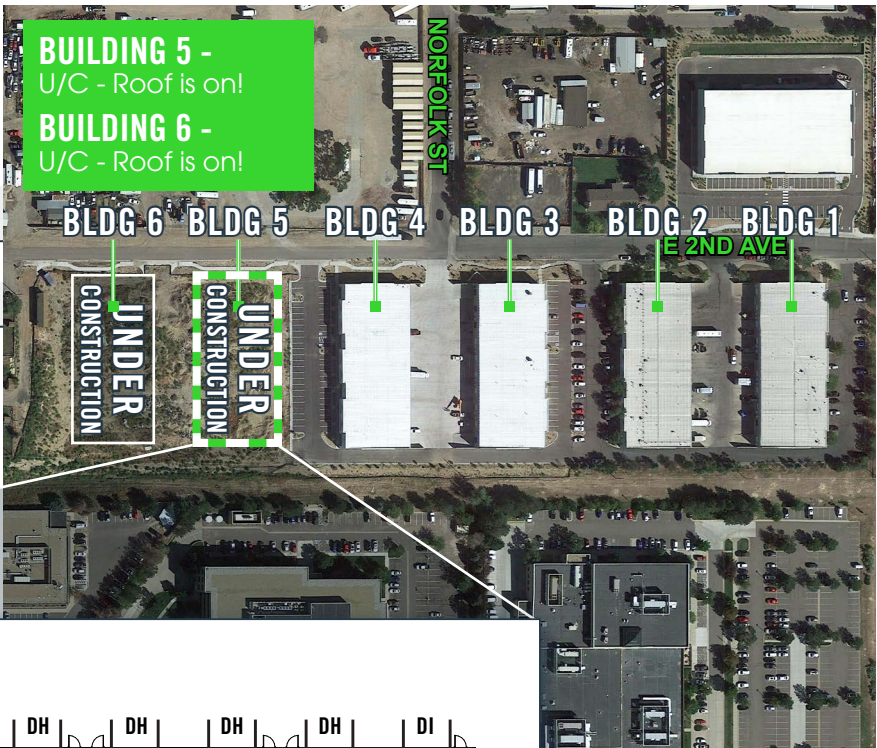 BUILDING 5 -
U/C - Roof is on!
BUILDING 6 -
U/C - Roof is on!
NORFOLK ST
BLDG 6
BLDG 5
BLDG 4
BLDG 3
BLDG 2
BLDG 1
E 2ND AVE
UNDER
CONSTRUCTION
UNDER
CONSTRUCTION
DH
DH
DH
DH
DI